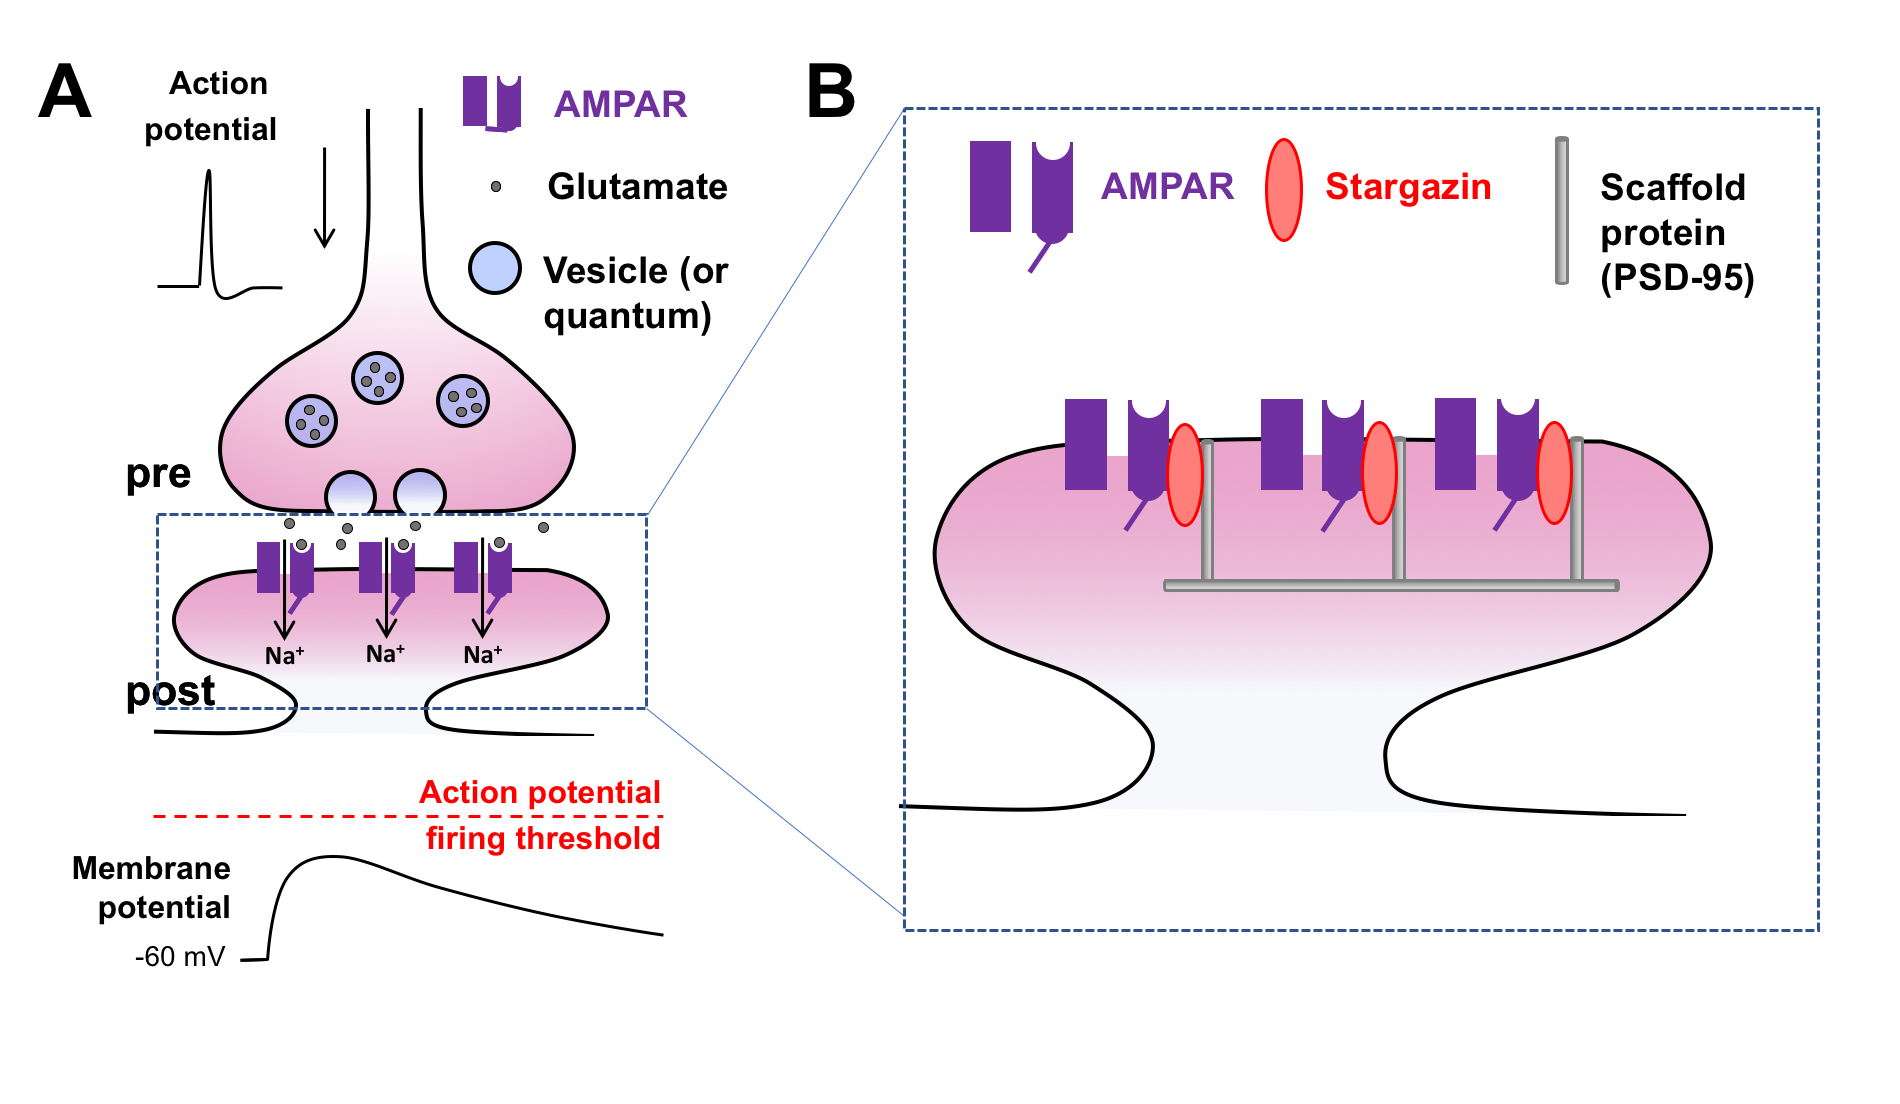 A
Action
potential
AMPAR
Glutamate
Vesicle (or
quantum)
pre
Na⁺ Na⁺ Na⁺
post
Action potential
firing threshold
Membrane
potential
-60 mV
B
AMPAR
Stargazin
Scaffold
protein
(PSD-95)